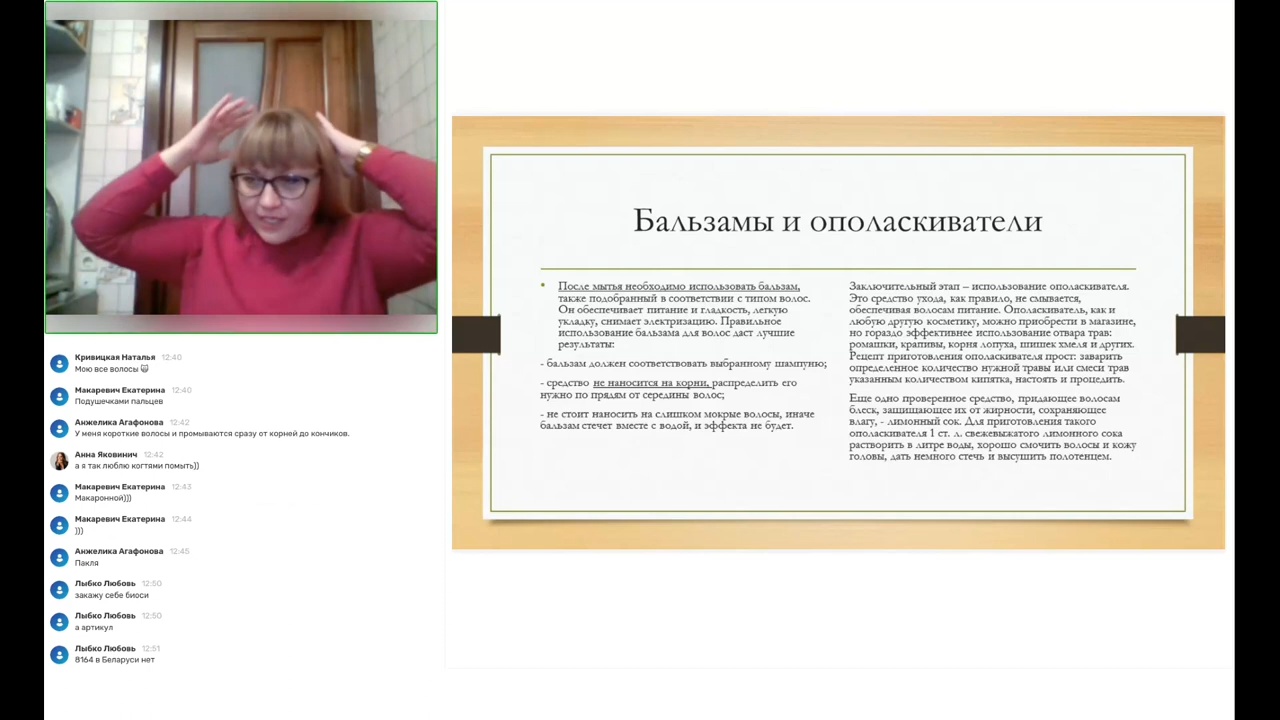 Кривицкая Наталья 12:40
Мою все волосы 🙀
Макаревич Екатерина 12:40
Подушечками пальцев
Анжелика Агафонова 12:42
У меня короткие волосы и промываются сразу от корней до кончиков.
Анна Яковинич 12:42
а я так люблю когтями помыть))
Макаревич Екатерина 12:43
Макаронной)))
Макаревич Екатерина 12:44
)))
Анжелика Агафонова 12:45
Пакля
Лыбко Любовь 12:50
закажу себе биоси
Лыбко Любовь 12:50
а артикул
Лыбко Любовь 12:51
8164 в Беларуси нет
Бальзамы и ополаскиватели
• После мытья необходимо использовать бальзам,
также подобранный в соответствии с типом волос.
Он обеспечивает питание и гладкость, легкую
укладку, снимает электризацию. Правильное
использование бальзама для волос даст лучшие
результаты:
- бальзам должен соответствовать выбранному шампуню;
- средство не наносится на корни, распределить его
нужно по прядям от середины волос;
- не стоит наносить на слишком мокрые волосы, иначе
бальзам стечет вместе с водой, и эффекта не будет.
Заключительный этап – использование ополаскивателя.
Это средство ухода, как правило, не смывается,
обеспечивая волосам питание. Ополаскиватель, как и
любую другую косметику, можно приобрести в магазине,
но гораздо эффективнее использование отвара трав:
ромашки, крапивы, корня лопуха, шишек хмеля и других.
Рецепт приготовления ополаскивателя прост: заварить
определенное количество нужной травы или смеси трав
указанным количеством кипятка, настоять и процедить.
Еще одно проверенное средство, придающее волосам
блеск, защищающее их от жирности, сохраняющее
влагу, - лимонный сок. Для приготовления такого
ополаскивателя 1 ст. л. свежевыжатого лимонного сока
растворить в литре воды, хорошо смочить волосы и кожу
головы, дать немного стечь и высушить полотенцем.